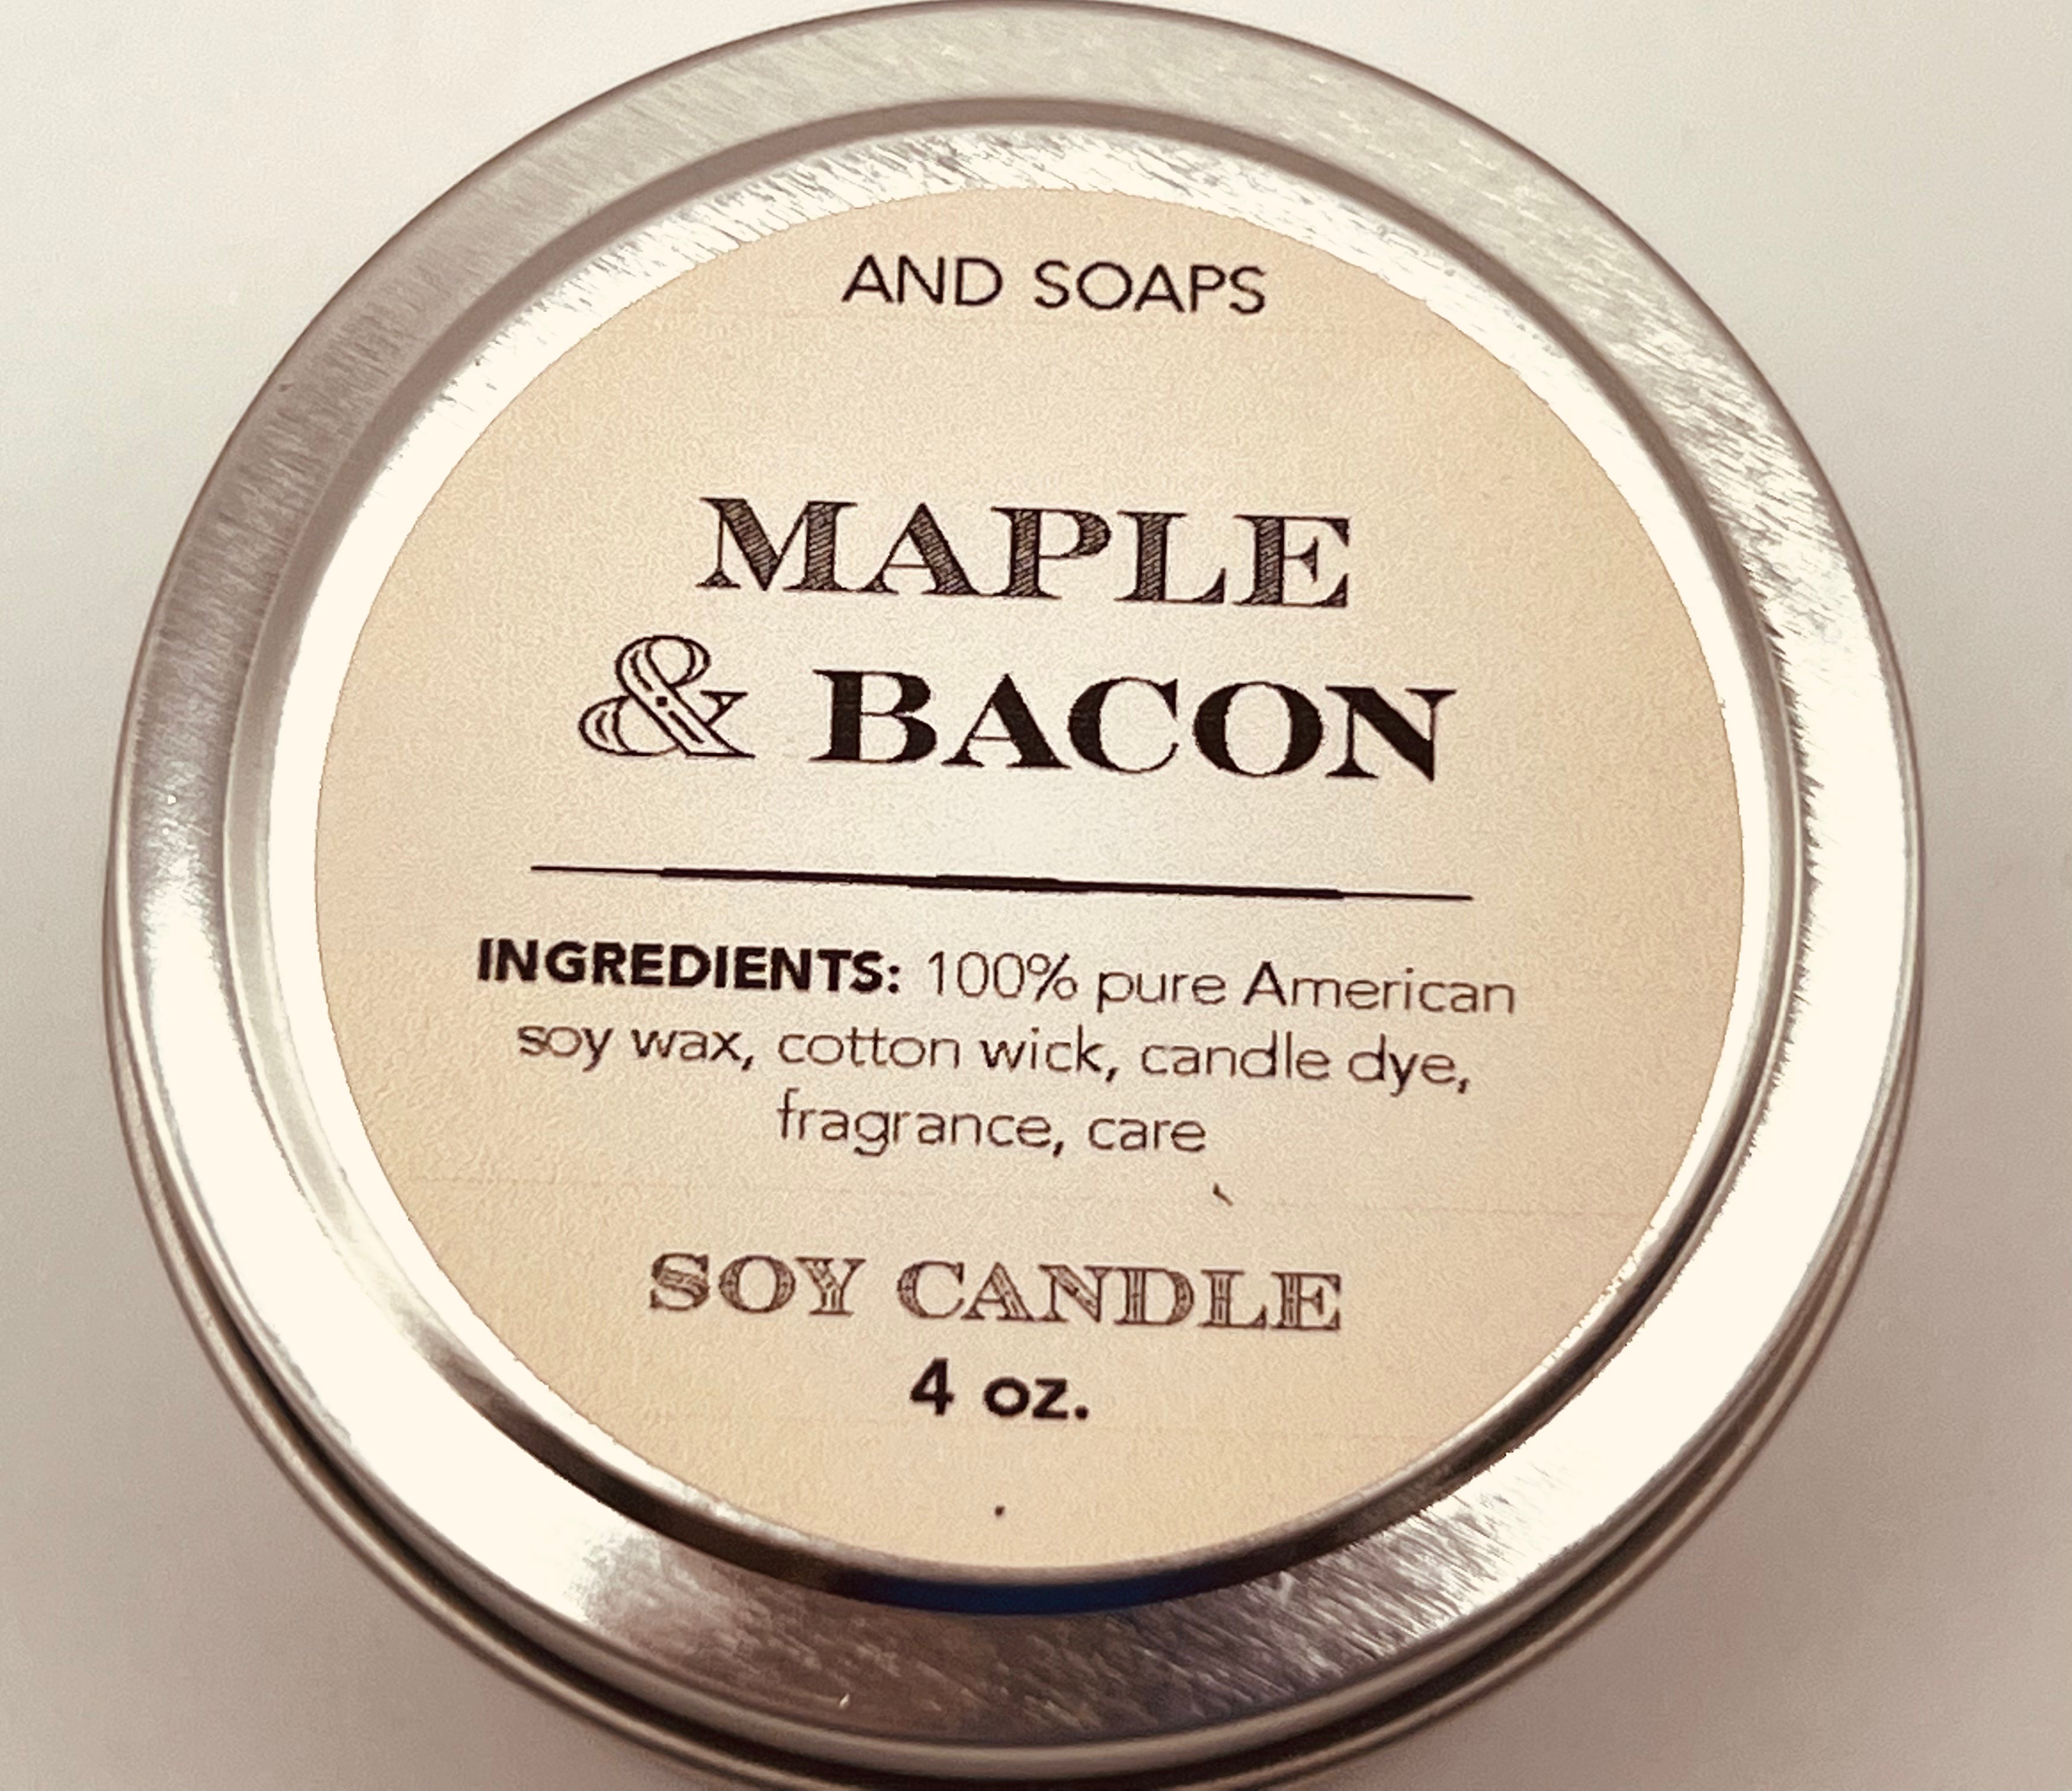 AND SOAPS
MAPLE
& BACON
INGREDIENTS: 100% pure American
soy wax, cotton wick, candle dye,
fragrance, care
SOY CANDLE
4 oz.